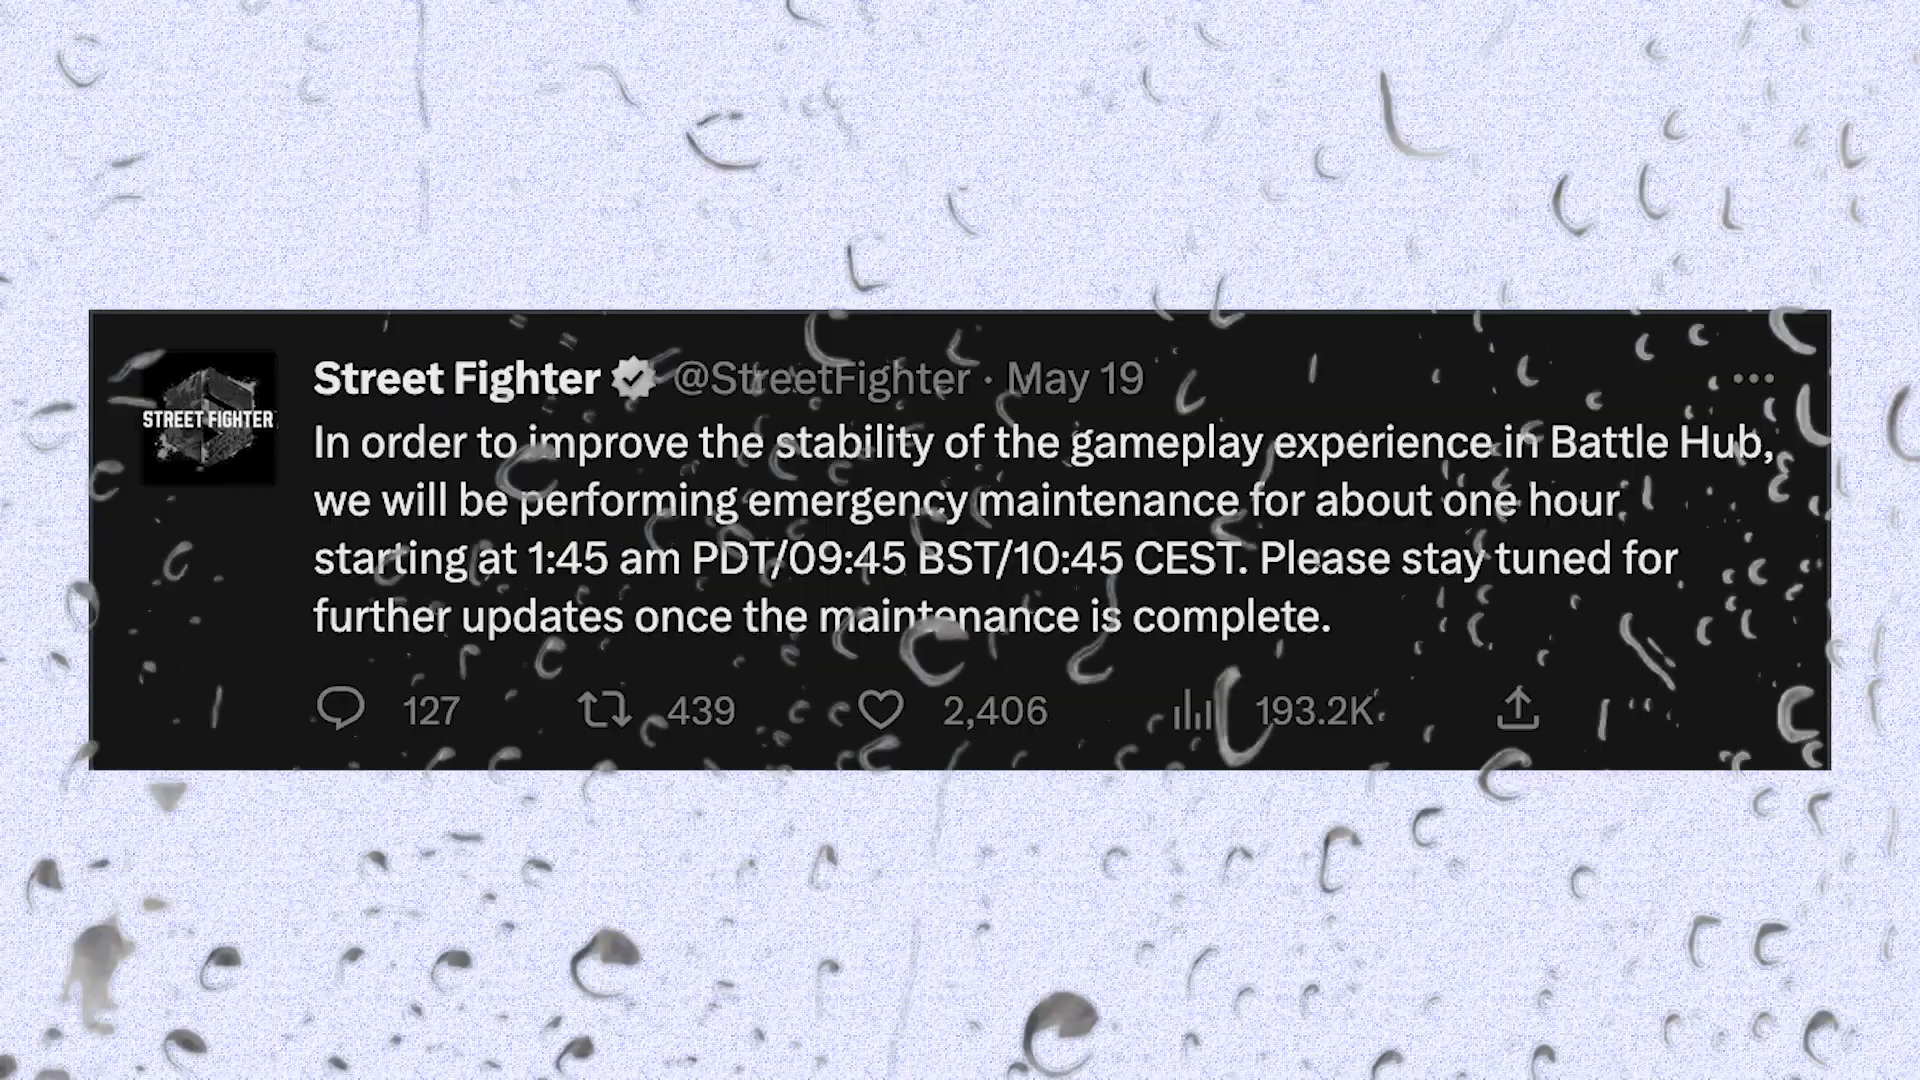 STREET FIGHTER
Street Fighter @StreetFighter · May 19
In order to improve the stability of the gameplay experience in Battle Hub,
we will be performing emergency maintenance for about one hour
starting at 1:45 am PDT/09:45 BST/10:45 CEST. Please stay tuned for
further updates once the maintenance is complete.
127 439 2,406 193.2K